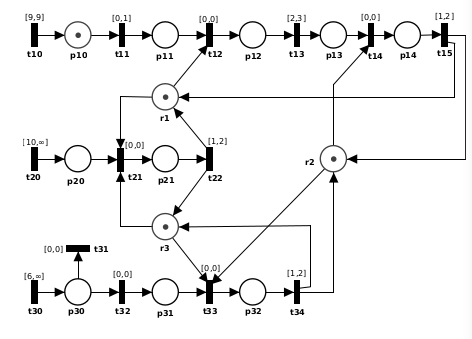 [9,9] [0,1] [0,0] [2,3] [0,0] [1,2]
t10 p10 t11 p11 t12 p12 t13 p13 t14 p14 t15
r1
[10,∞] [0,0] [1,2]
r2
t20 p20 t21 p21 t22
r3
[0,0] t31
[6,∞] [0,0] [0,0] [1,2]
t30 p30 t32 p31 t33 p32 t34